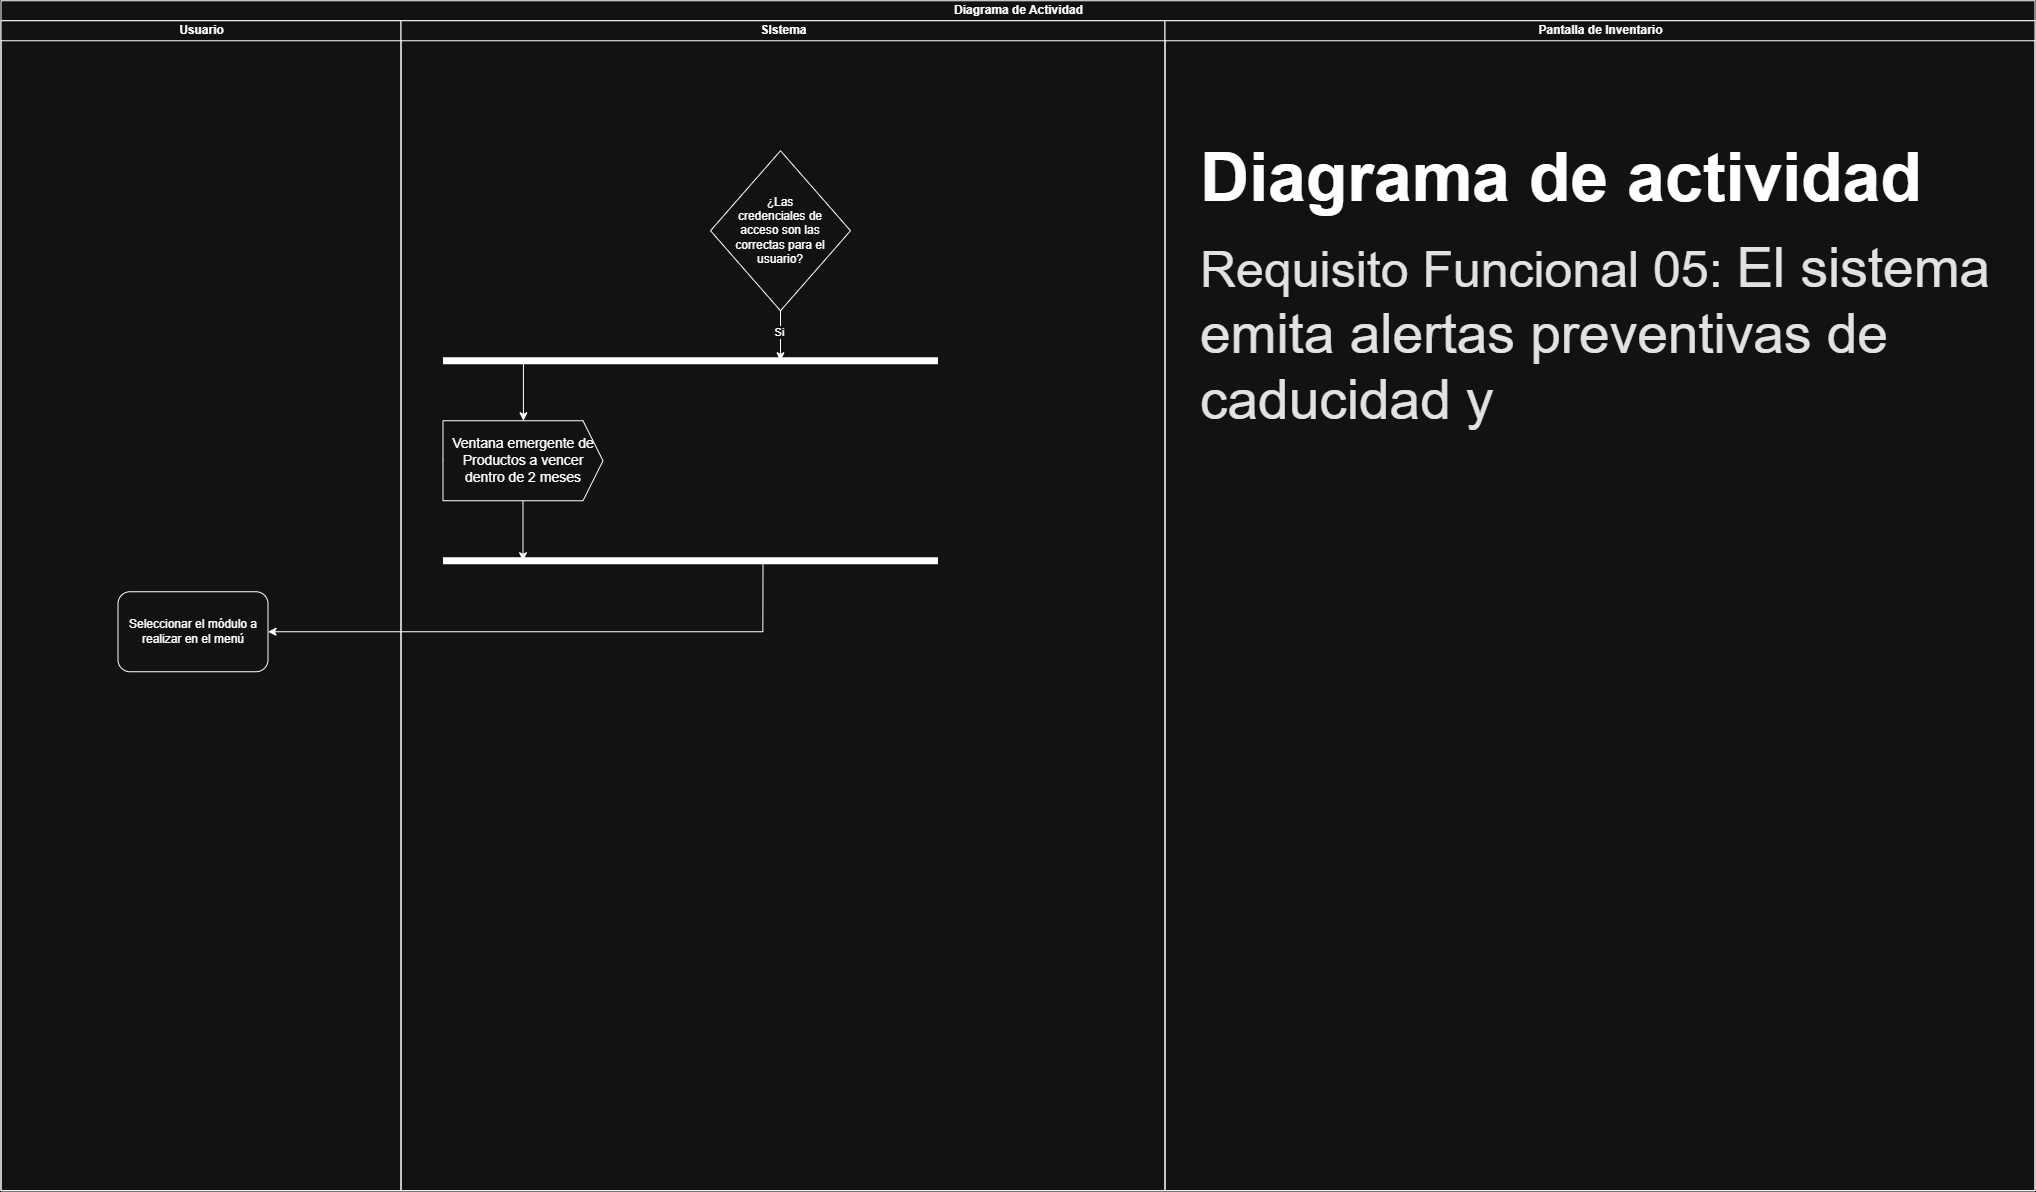 Diagrama de Actividad
Usuario
Sistema
Pantalla de Inventario
¿Las
credenciales de
acceso son las
correctas para el
usuario?
Si
Ventana emergente de
Productos a vencer
dentro de 2 meses
Seleccionar el módulo a
realizar en el menú
Diagrama de actividad
Requisito Funcional 05: El sistema
emita alertas preventivas de
caducidad y